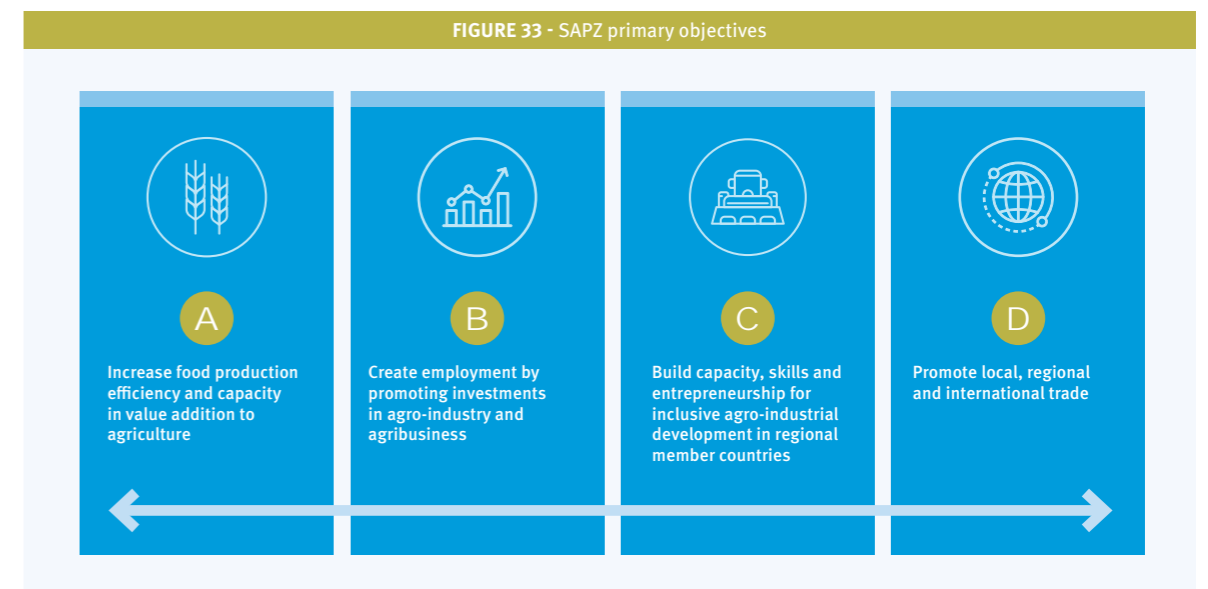 FIGURE 33 - SAPZ primary objectives
A
Increase food production
efficiency and capacity
in value addition to
agriculture
B
Create employment by
promoting investments
in agro-industry and
agribusiness
C
Build capacity, skills and
entrepreneurship for
inclusive agro-industrial
development in regional
member countries
D
Promote local, regional
and international trade